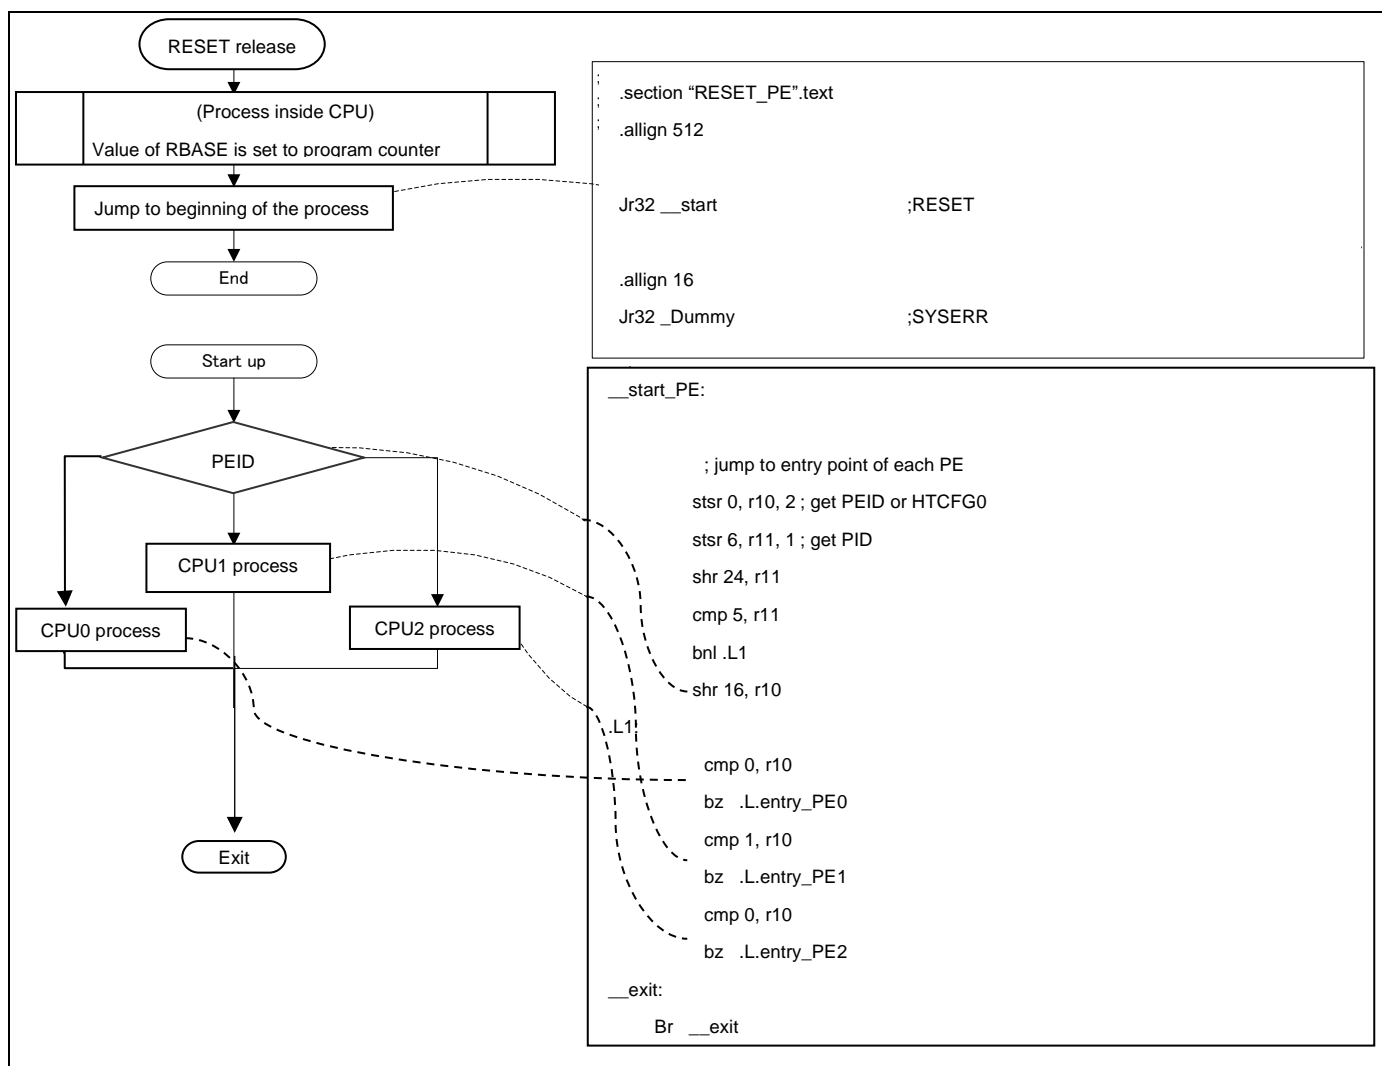 RESET release
(Process inside CPU)
Value of RBASE is set to program counter
Jump to beginning of the process
End
Start up
PEID
CPU1 process
CPU0 process
CPU2 process
Exit
.section “RESET_PE”.text
.allign 512
Jr32 __start ;RESET
.allign 16
Jr32 _Dummy ;SYSERR
__start_PE:
; jump to entry point of each PE
stsr 0, r10, 2 ; get PEID or HTCFG0
stsr 6, r11, 1 ; get PID
shr 24, r11
cmp 5, r11
bnl .L1
shr 16, r10
.L1:
cmp 0, r10
bz .L.entry_PE0
cmp 1, r10
bz .L.entry_PE1
cmp 0, r10
bz .L.entry_PE2
__exit:
Br __exit